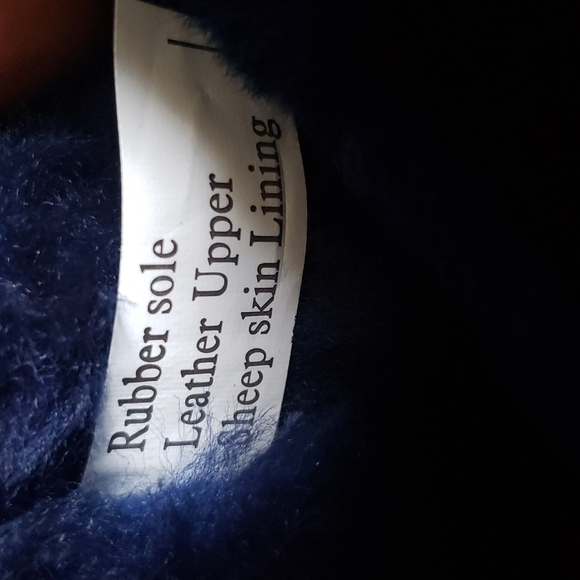 Rubber sole
Leather Upper
Sheep skin Lining